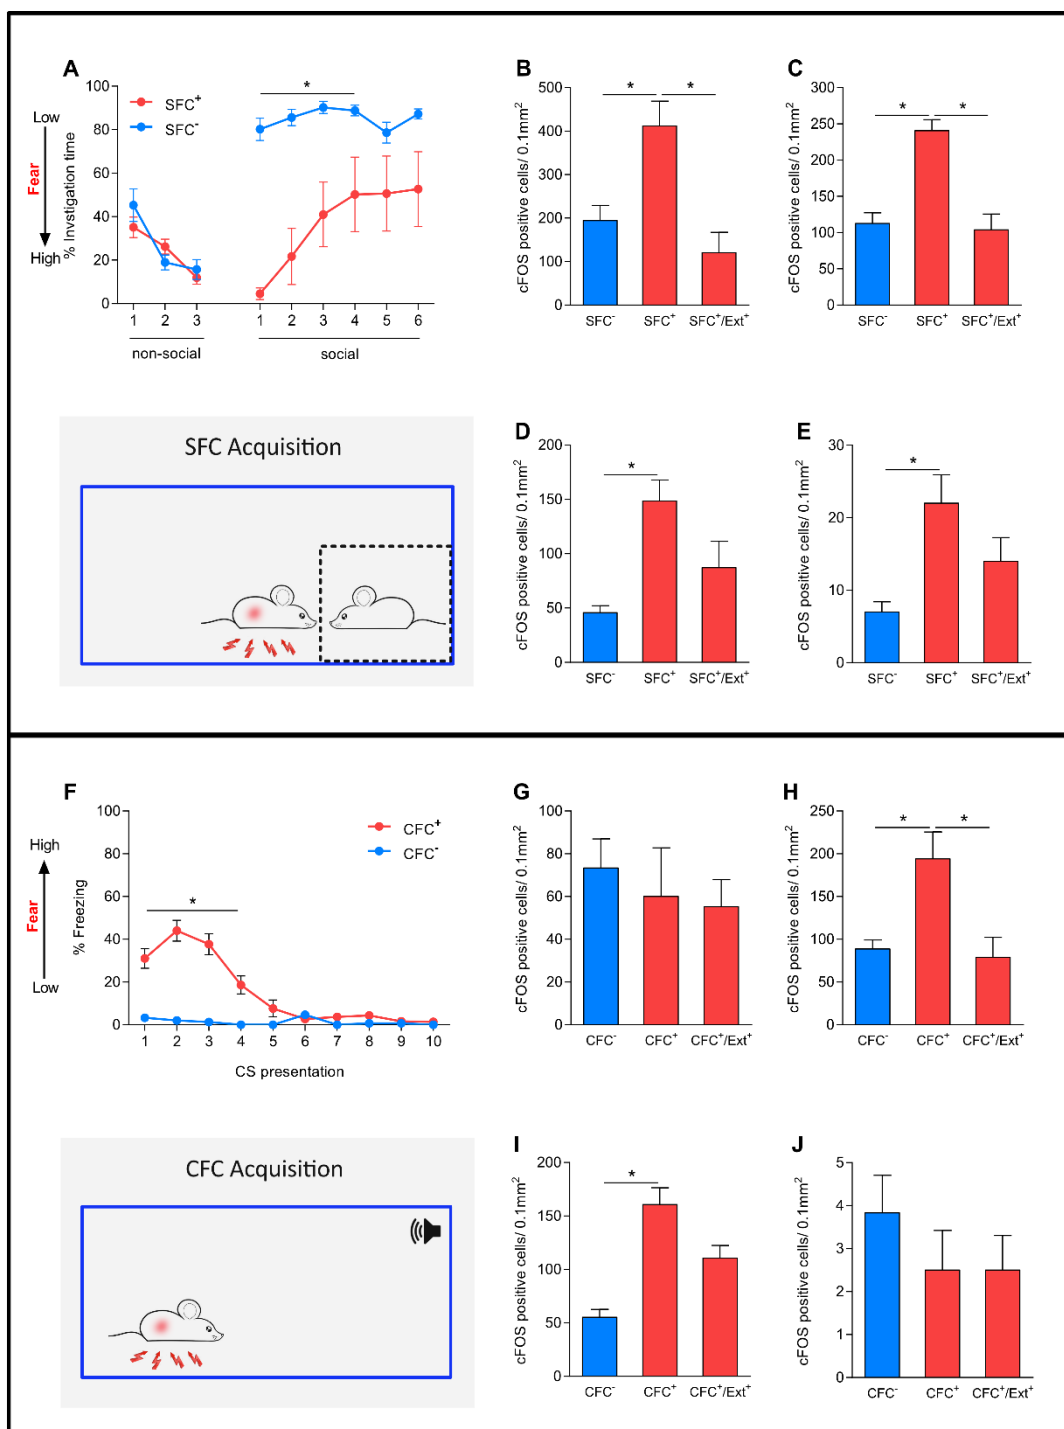 A
100
80
60
40
20
0
% Invstigation time
Low
Fear
High
SFC+
SFC-
*
1 2 3
1 2 3 4 5 6
non-social
social
B
500
400
300
200
100
0
cFOS positive cells/ 0.1mm2
* *
SFC- SFC+ SFC+/Ext+
C
300
250
200
150
100
50
0
cFOS positive cells/ 0.1mm2
* *
SFC- SFC+ SFC+/Ext+
SFC Acquisition
D
200
150
100
50
0
cFOS positive cells/ 0.1mm2
*
SFC- SFC+ SFC+/Ext+
E
30
20
10
0
cFOS positive cells/ 0.1mm2
*
SFC- SFC+ SFC+/Ext+
F
100
80
60
40
20
0
% Freezing
High
Fear
Low
CFC+
CFC-
*
1 2 3 4 5 6 7 8 9 10
CS presentation
G
100
80
60
40
20
0
cFOS positive cells/ 0.1mm2
CFC- CFC+ CFC+/Ext+
H
250
200
150
100
50
0
cFOS positive cells/ 0.1mm2
* *
CFC- CFC+ CFC+/Ext+
CFC Acquisition
I
200
150
100
50
0
cFOS positive cells/ 0.1mm2
*
CFC- CFC+ CFC+/Ext+
J
5
4
3
2
1
0
cFOS positive cells/ 0.1mm2
CFC- CFC+ CFC+/Ext+